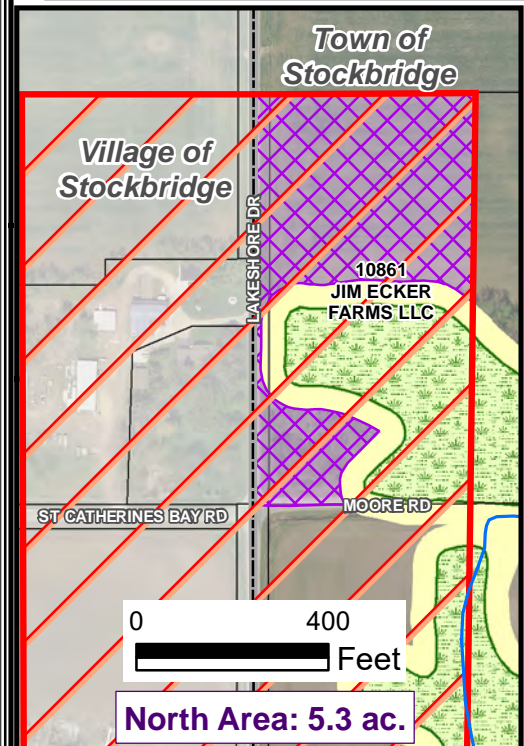 Town of
Stockbridge
Village of
Stockbridge
LAKESHORE DR
10861
JIM ECKER
FARMS LLC
ST CATHERINES BAY RD
MOORE RD
0 400
Feet
North Area: 5.3 ac.